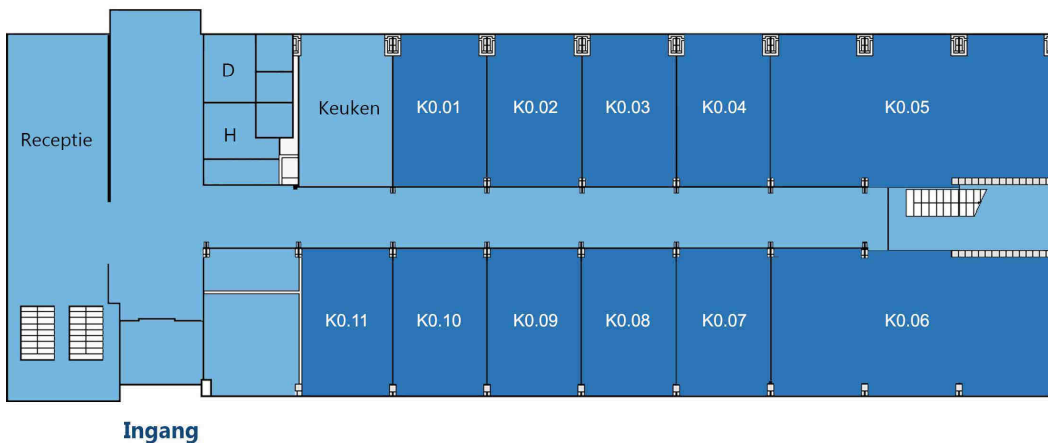 D
Keuken
K0.01
K0.02
K0.03
K0.04
K0.05
Receptie
H
K0.11
K0.10
K0.09
K0.08
K0.07
K0.06
Ingang